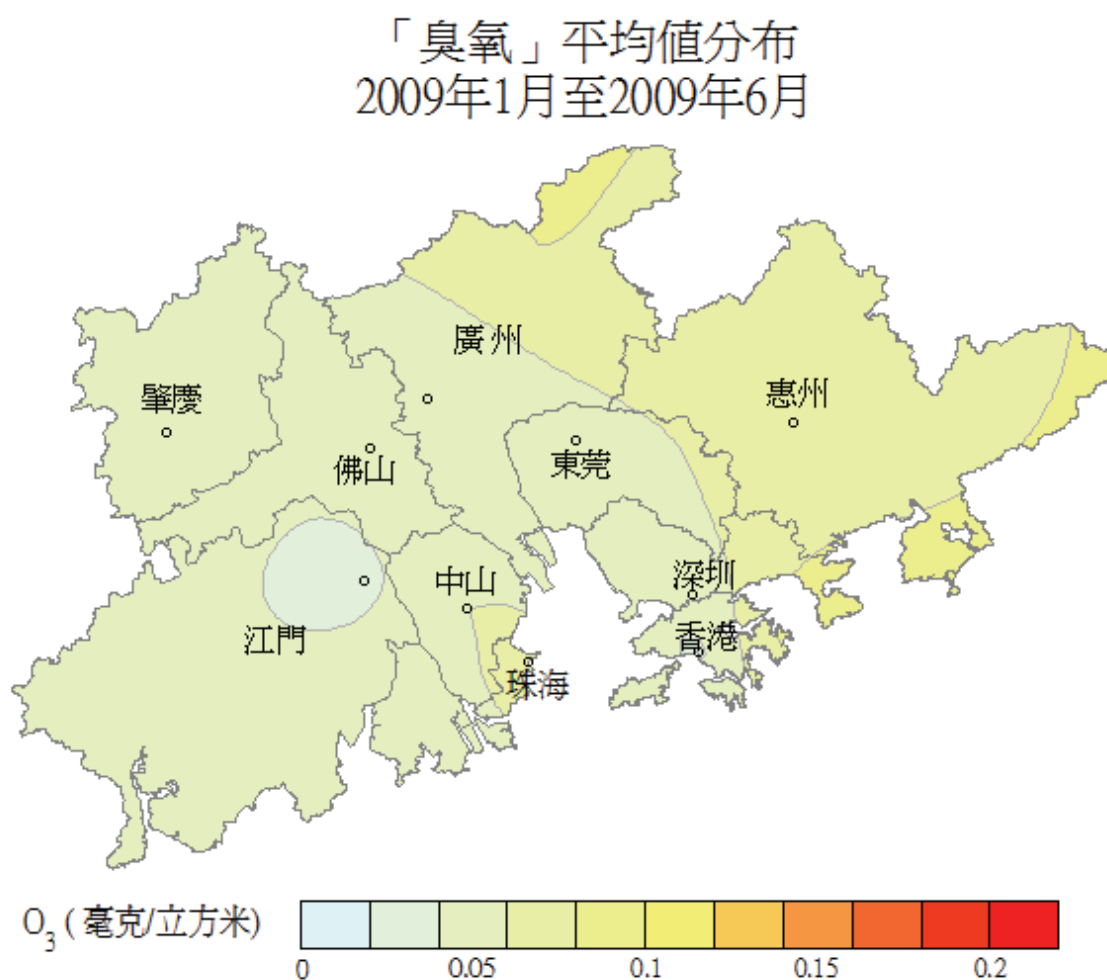 「臭氧」平均値分布
2009年1月至2009年6月
廣州
肇慶
惠州
佛山
東莞
中山
深圳
江門
香港
珠海
O₃ (毫克/立方米)
0 0.05 0.1 0.15 0.2